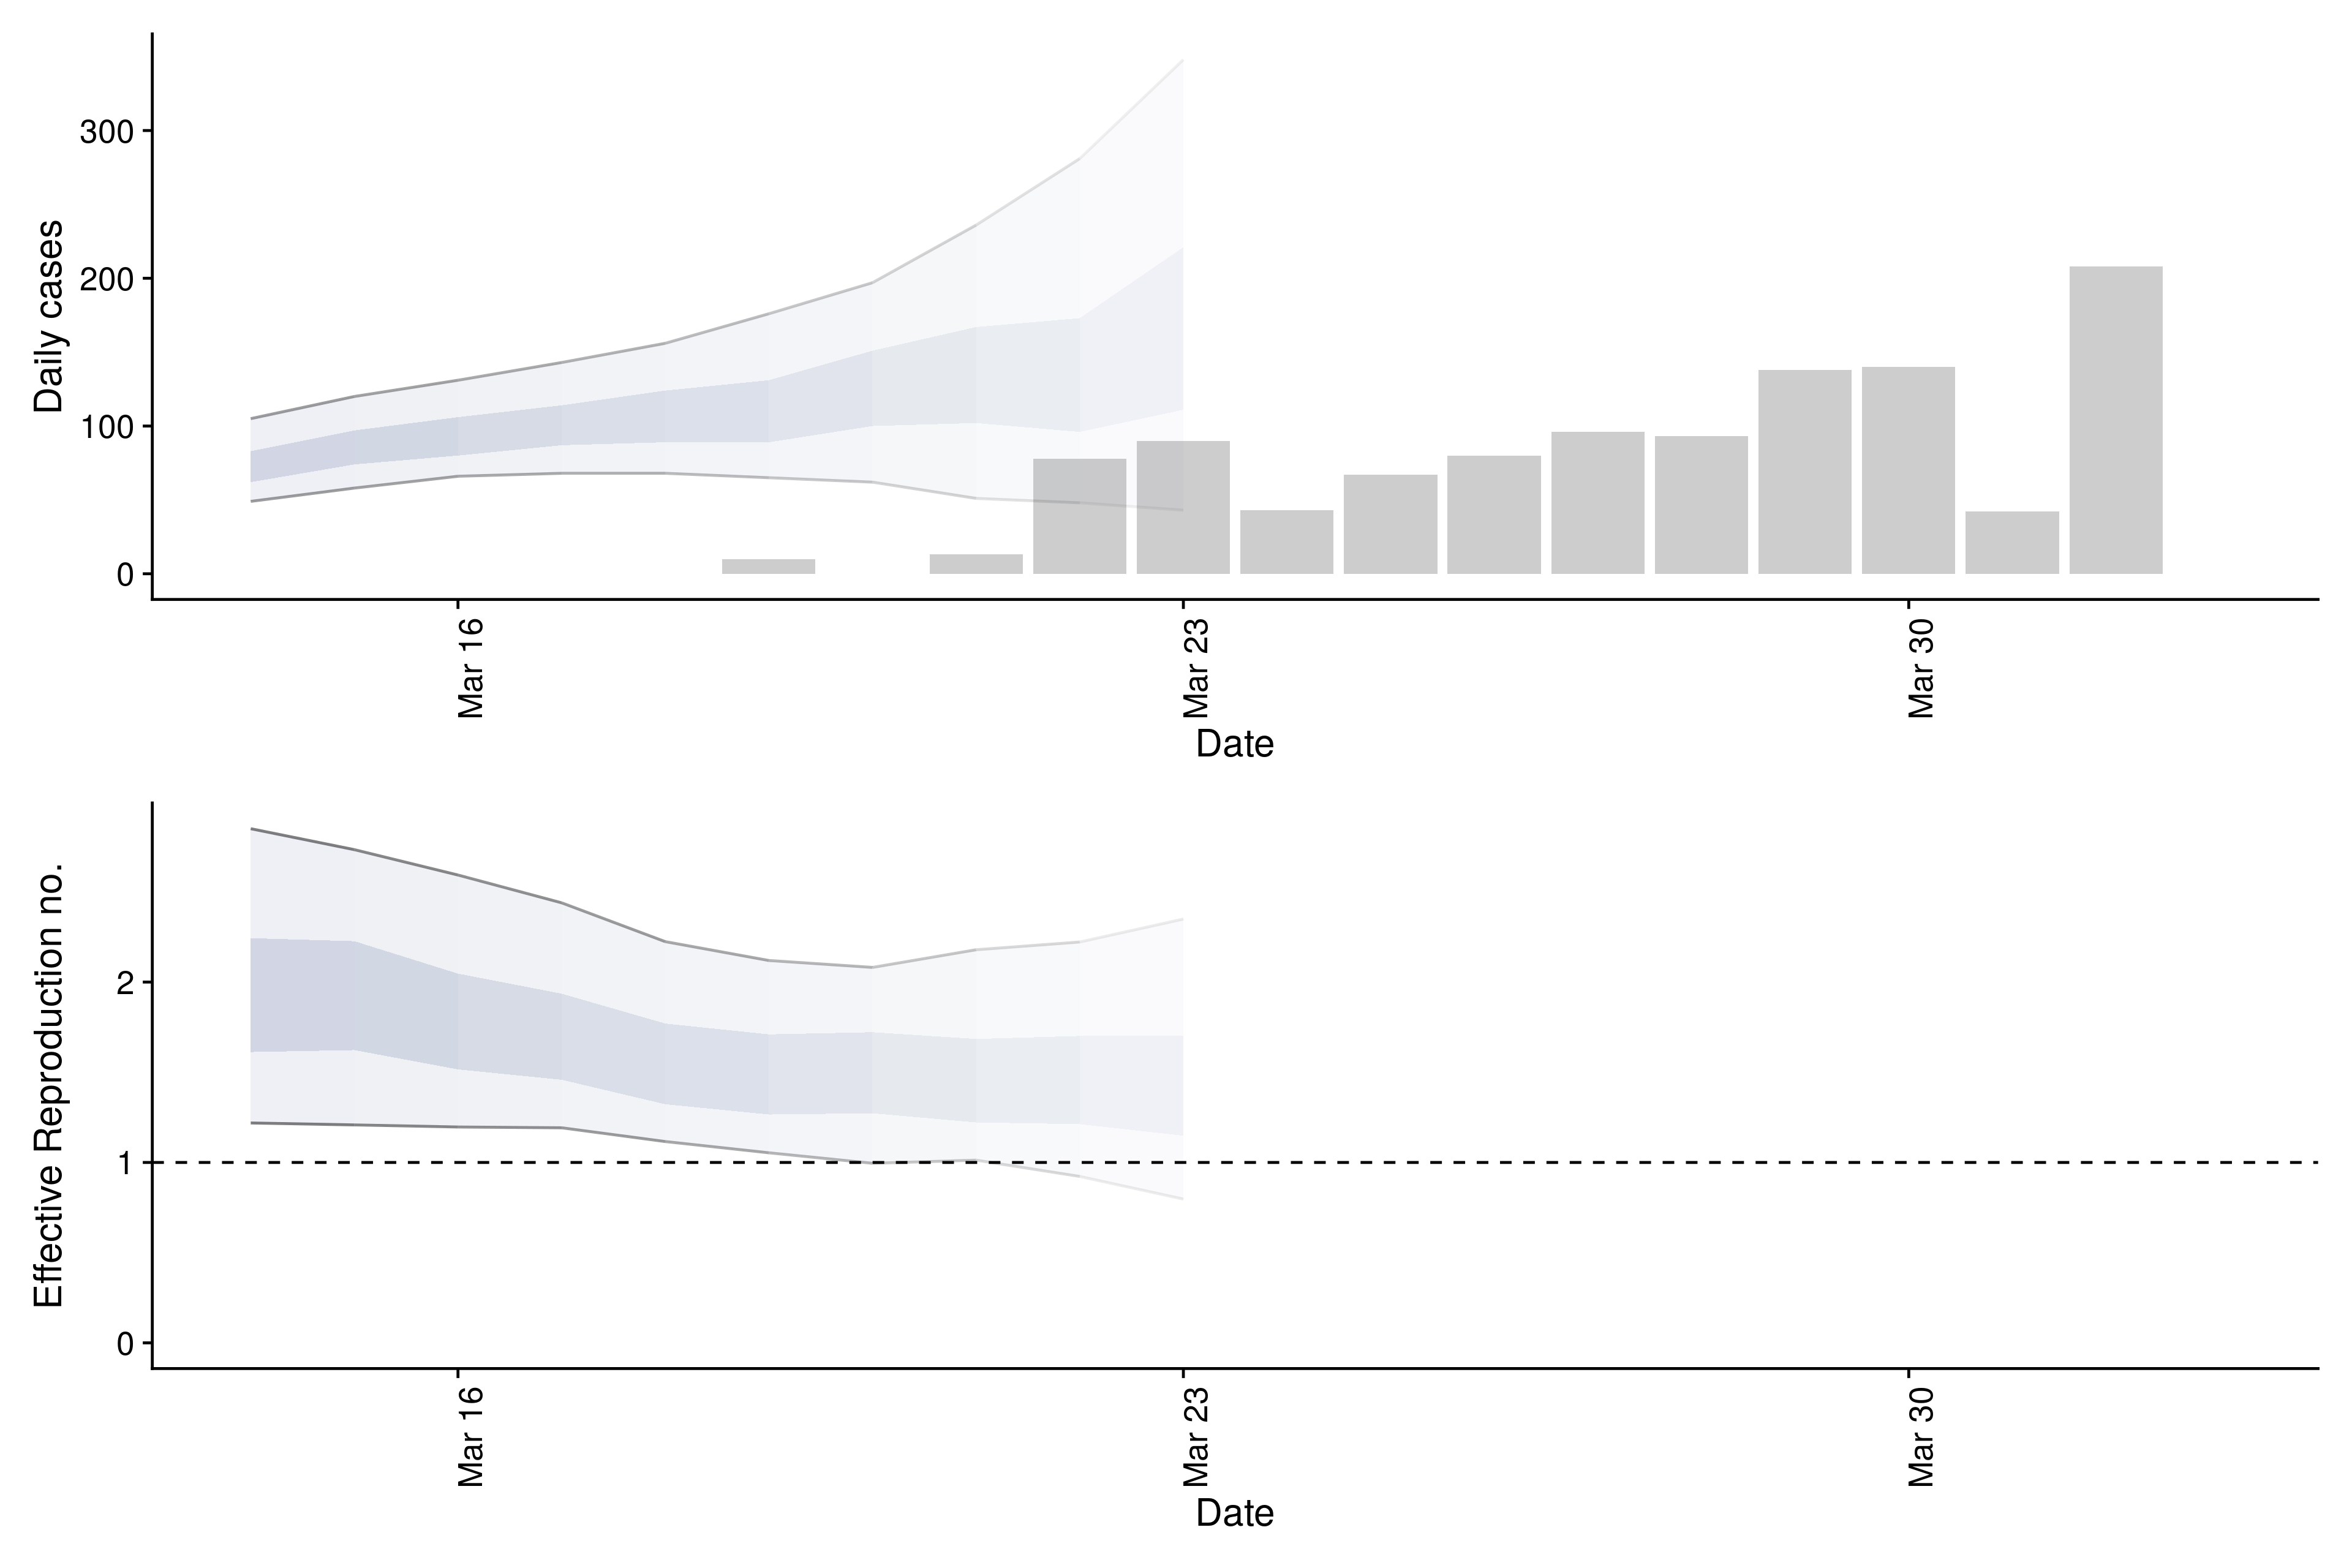 Daily cases
300
200
100
0
Mar 16
Mar 23
Mar 30
Date
Effective Reproduction no.
2
1
0
Mar 16
Mar 23
Mar 30
Date